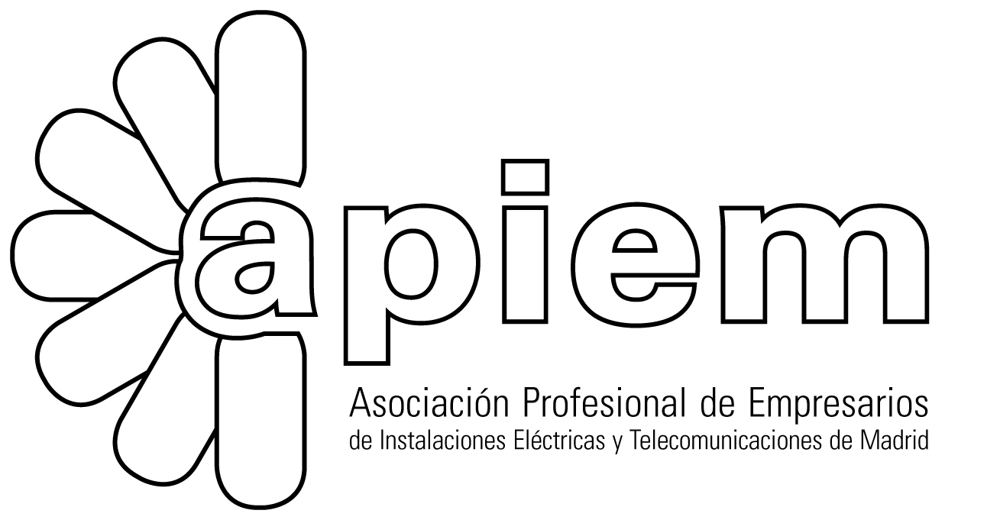 apiem
Asociación Profesional de Empresarios
de Instalaciones Eléctricas y Telecomunicaciones de Madrid